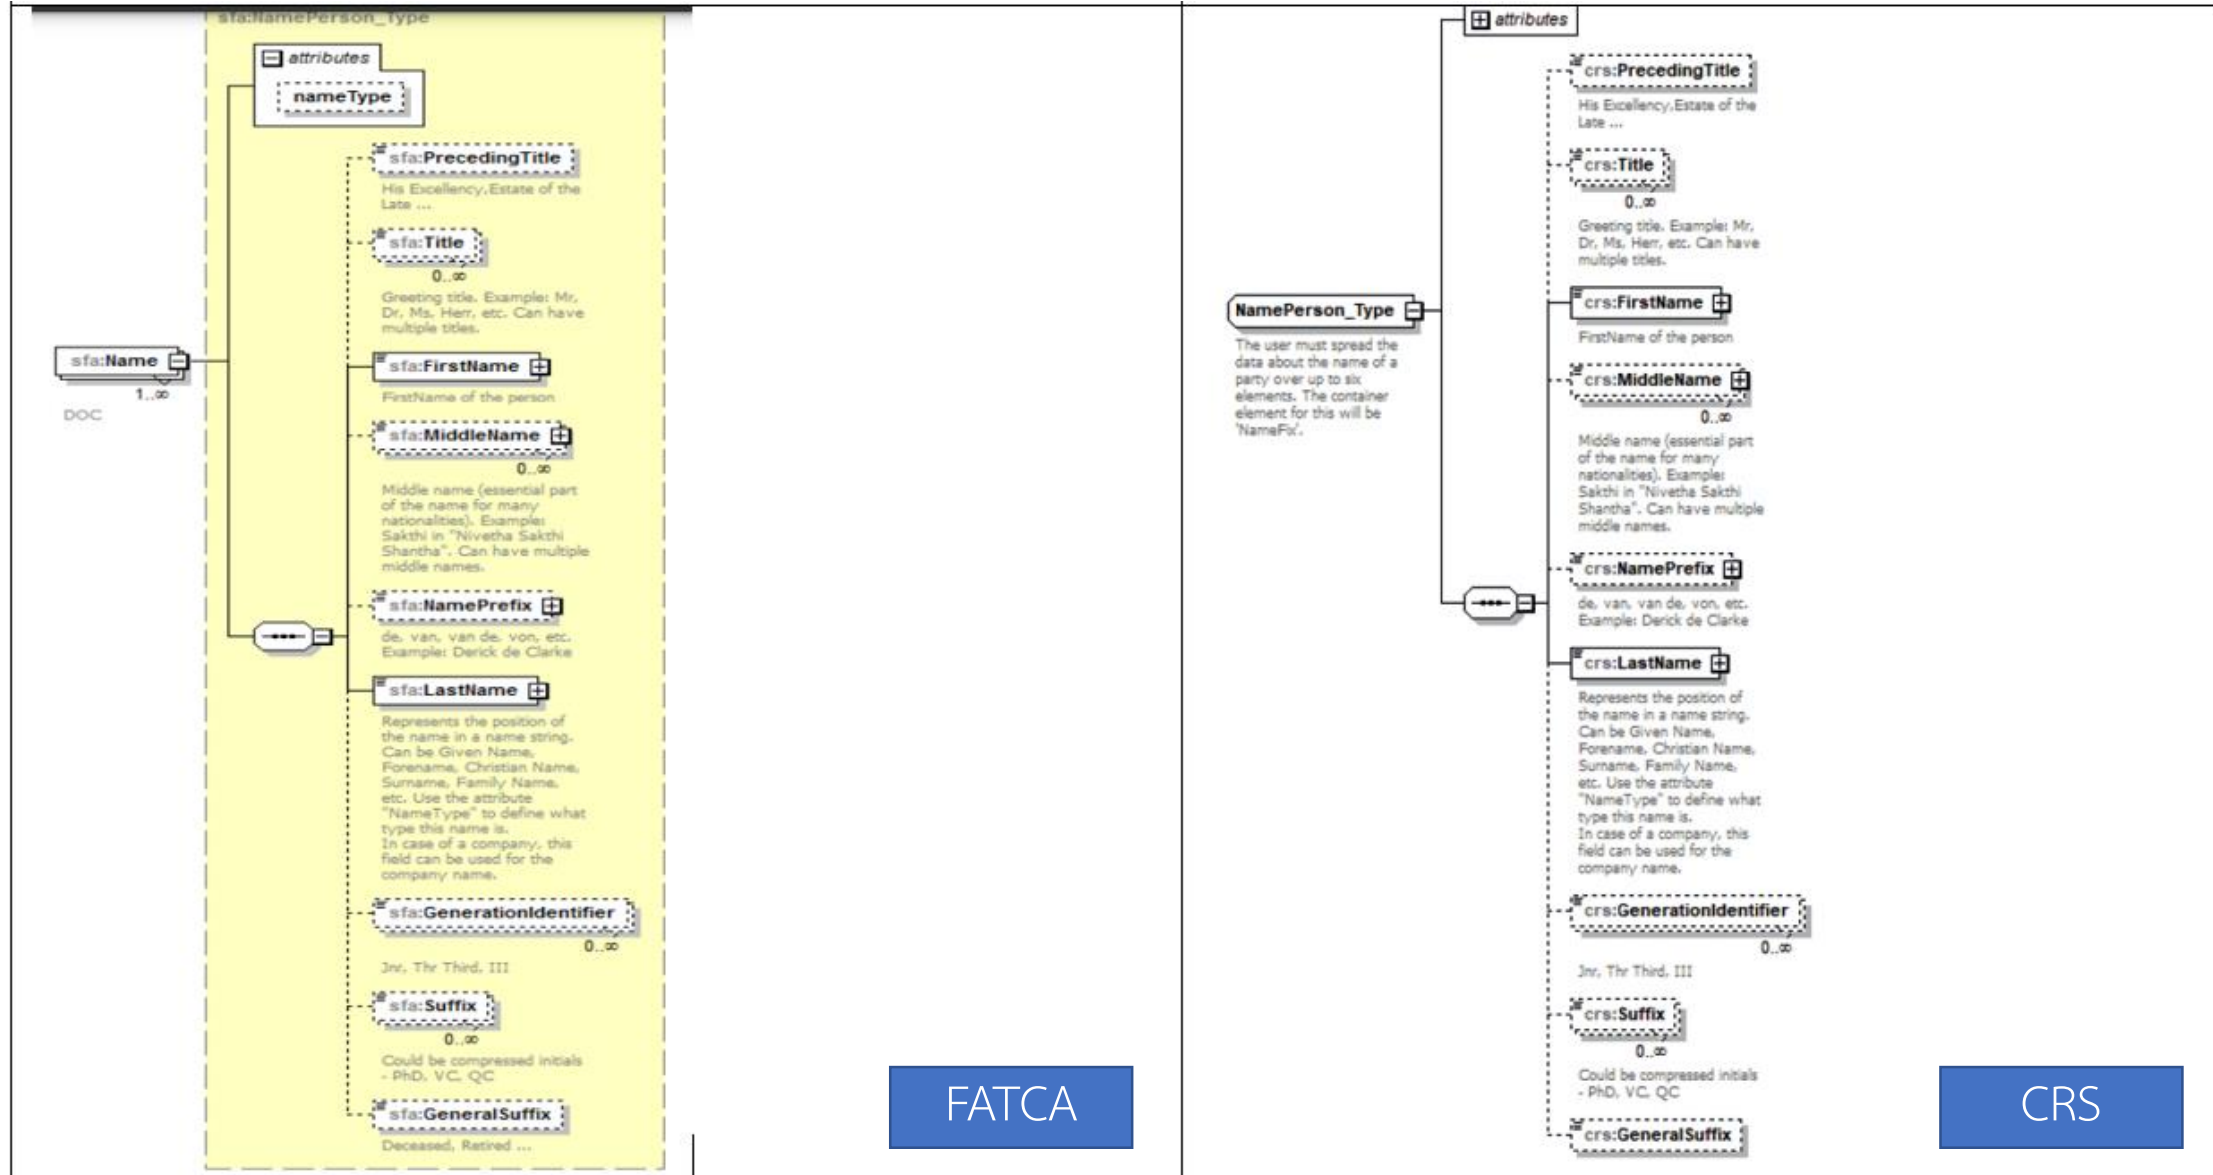 sfa:NamePerson_Type
attributes
nameType
sfa:PrecedingTitle
His Excellency,Estate of the
Late ...
sfa:Title
0..∞
Greeting title. Example: Mr,
Dr, Ms, Herr, etc. Can have
multiple titles.
sfa:Name
1..∞
DOC
sfa:FirstName
FirstName of the person
sfa:MiddleName
0..∞
Middle name (essential part
of the name for many
nationalities). Example:
Sakthi in "Nivetha Sakthi
Shantha". Can have multiple
middle names.
sfa:NamePrefix
de, van, van de, von, etc.
Example: Derick de Clarke
sfa:LastName
Represents the position of
the name in a name string.
Can be Given Name,
Forename, Christian Name,
Surname, Family Name,
etc. Use the attribute
"NameType" to define what
type this name is.
In case of a company, this
field can be used for the
company name.
sfa:GenerationIdentifier
0..∞
Jnr, Thr Third, III
sfa:Suffix
0..∞
Could be compressed initials
- PhD, VC, QC
sfa:GeneralSuffix
Deceased, Retired ...
FATCA
attributes
crs:PrecedingTitle
His Excellency,Estate of the
Late ...
crs:Title
0..∞
Greeting title. Example: Mr,
Dr, Ms, Herr, etc. Can have
multiple titles.
NamePerson_Type
The user must spread the
data about the name of a
party over up to six
elements. The container
element for this will be
'NameFix'.
crs:FirstName
FirstName of the person
crs:MiddleName
0..∞
Middle name (essential part
of the name for many
nationalities). Example:
Sakthi in "Nivetha Sakthi
Shantha". Can have multiple
middle names.
crs:NamePrefix
de, van, van de, von, etc.
Example: Derick de Clarke
crs:LastName
Represents the position of
the name in a name string.
Can be Given Name,
Forename, Christian Name,
Surname, Family Name,
etc. Use the attribute
"NameType" to define what
type this name is.
In case of a company, this
field can be used for the
company name.
crs:GenerationIdentifier
0..∞
Jnr, Thr Third, III
crs:Suffix
0..∞
Could be compressed initials
- PhD, VC, QC
crs:GeneralSuffix
CRS